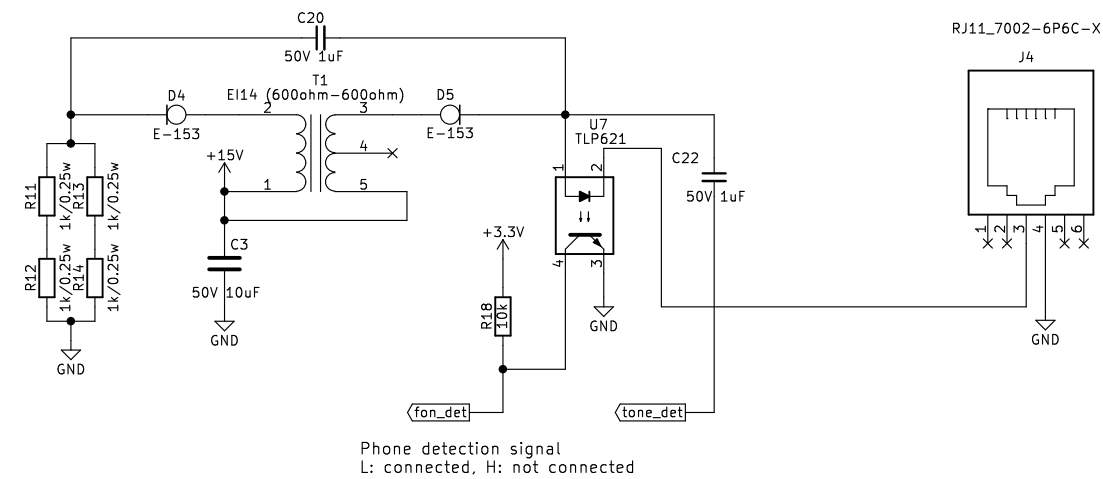 C20
50V 1uF
RJ11_7002-6P6C-X
J4
T1
EI14 (600ohm-600ohm)
D4
E-153
2
3
D5
E-153
U7
TLP621
+15V
4
1
5
1
2
C22
50V 1uF
R11
1k/0.25w
R13
1k/0.25w
R12
1k/0.25w
R14
1k/0.25w
C3
50V 10uF
+3.3V
4
3
1
2
3
4
5
6
R18
10k
GND
GND
GND
GND
fon_det
tone_det
Phone detection signal
L: connected, H: not connected